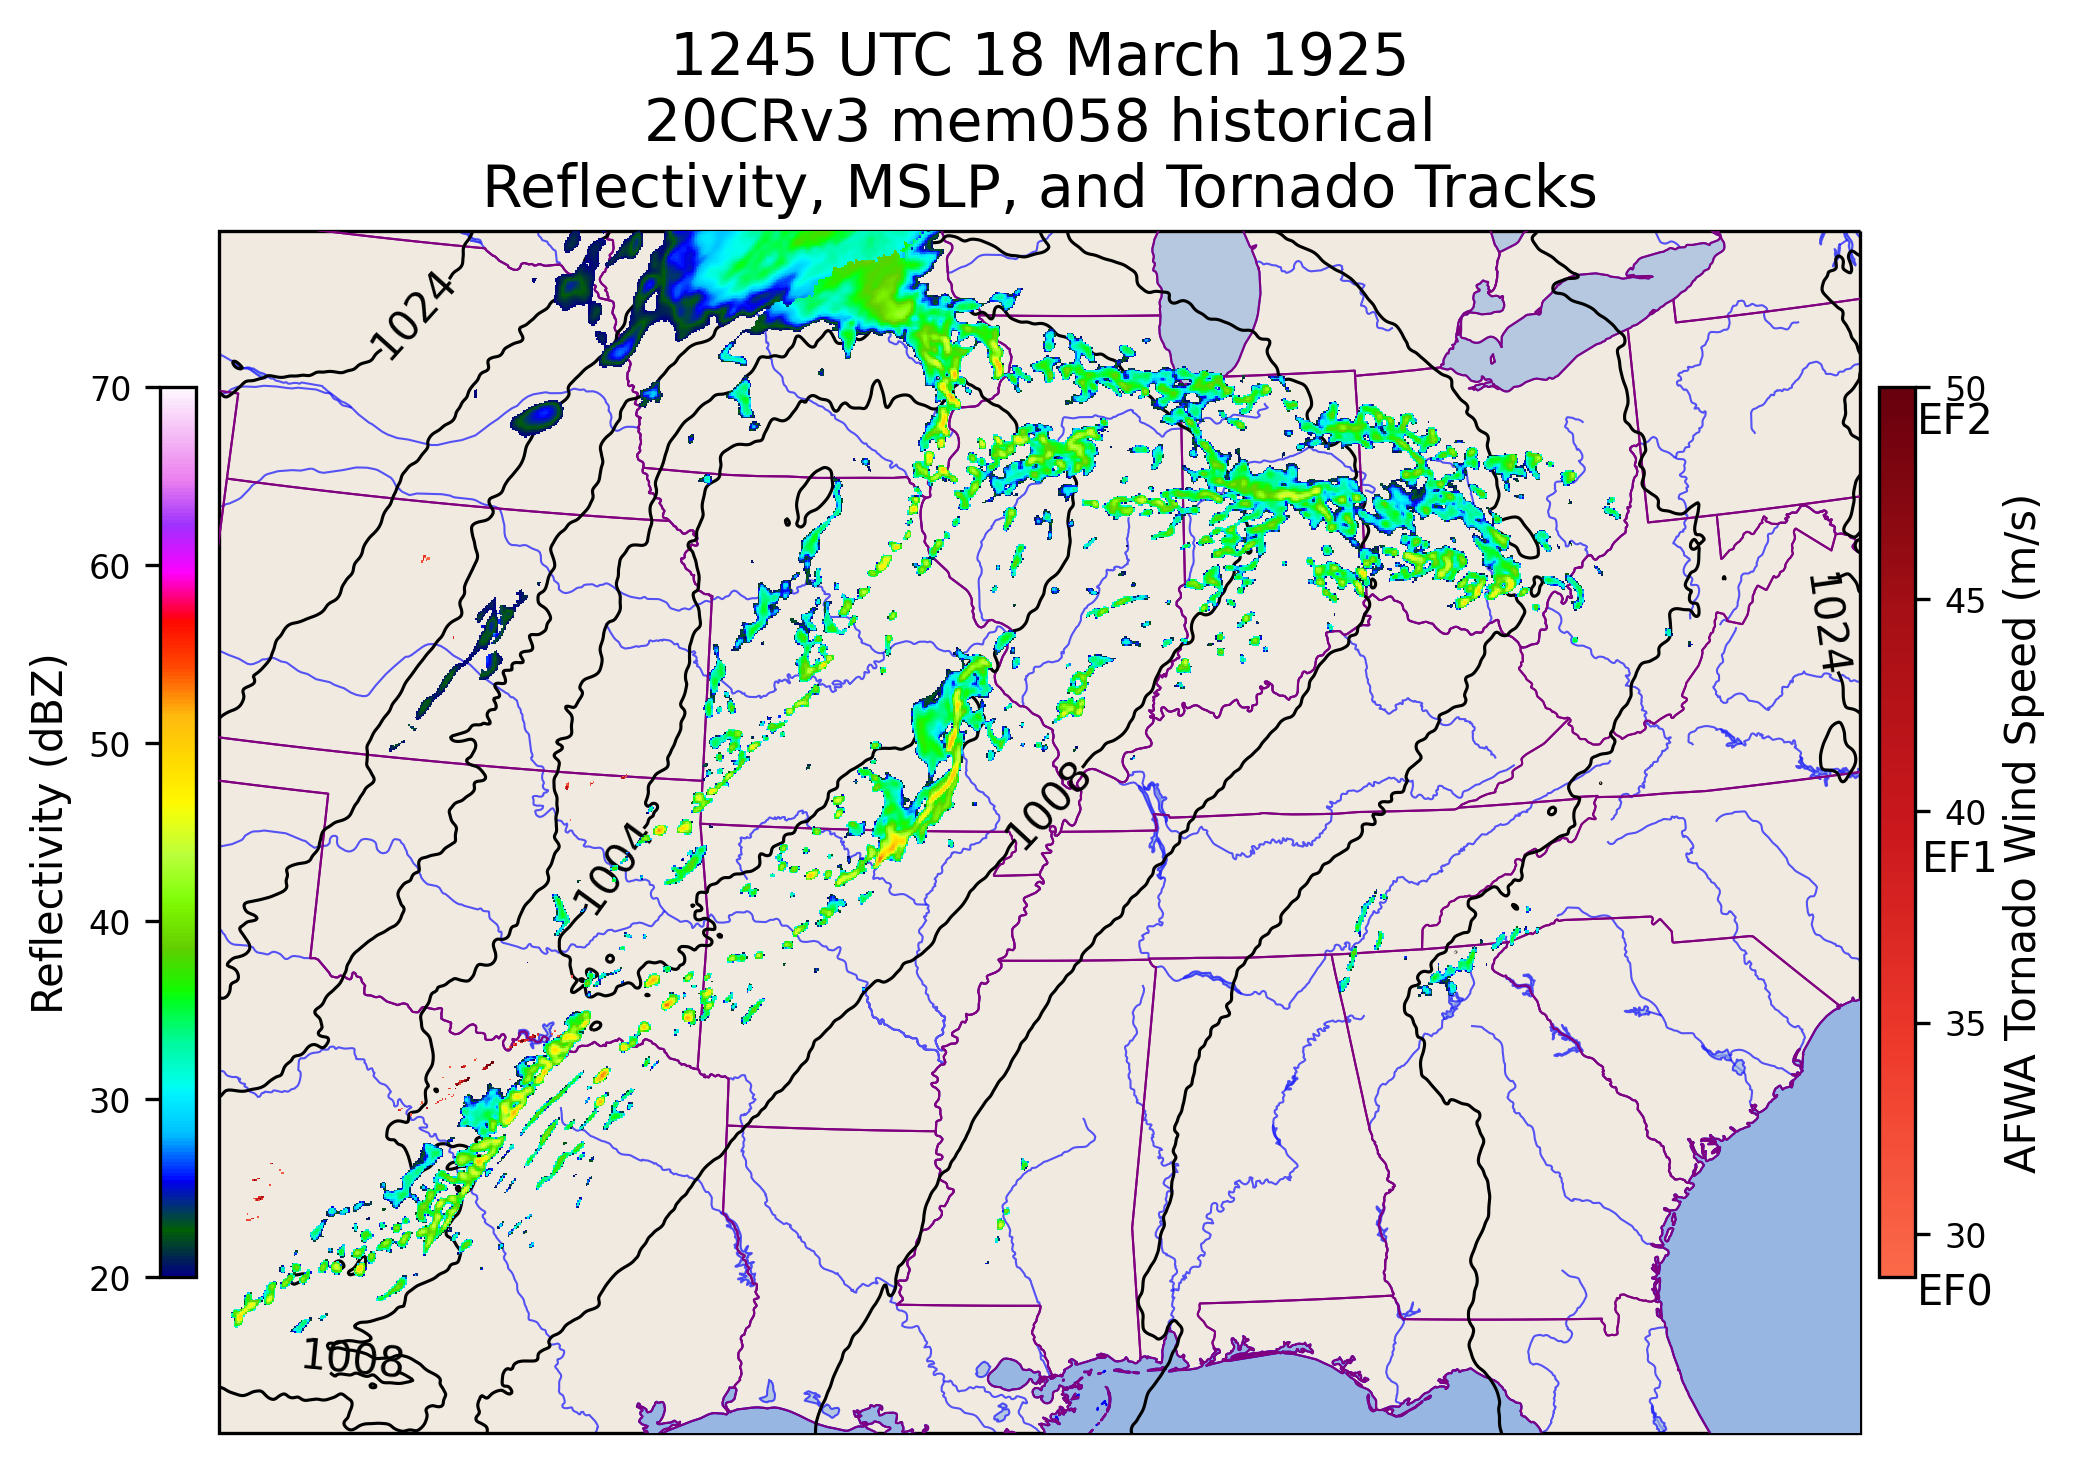 1245 UTC 18 March 1925
20CRv3 mem058 historical
Reflectivity, MSLP, and Tornado Tracks
1024
1024
1008
1004
1008
70
60
50
40
30
20
Reflectivity (dBZ)
50
EF2
45
40
EF1
35
30
EF0
AFWA Tornado Wind Speed (m/s)